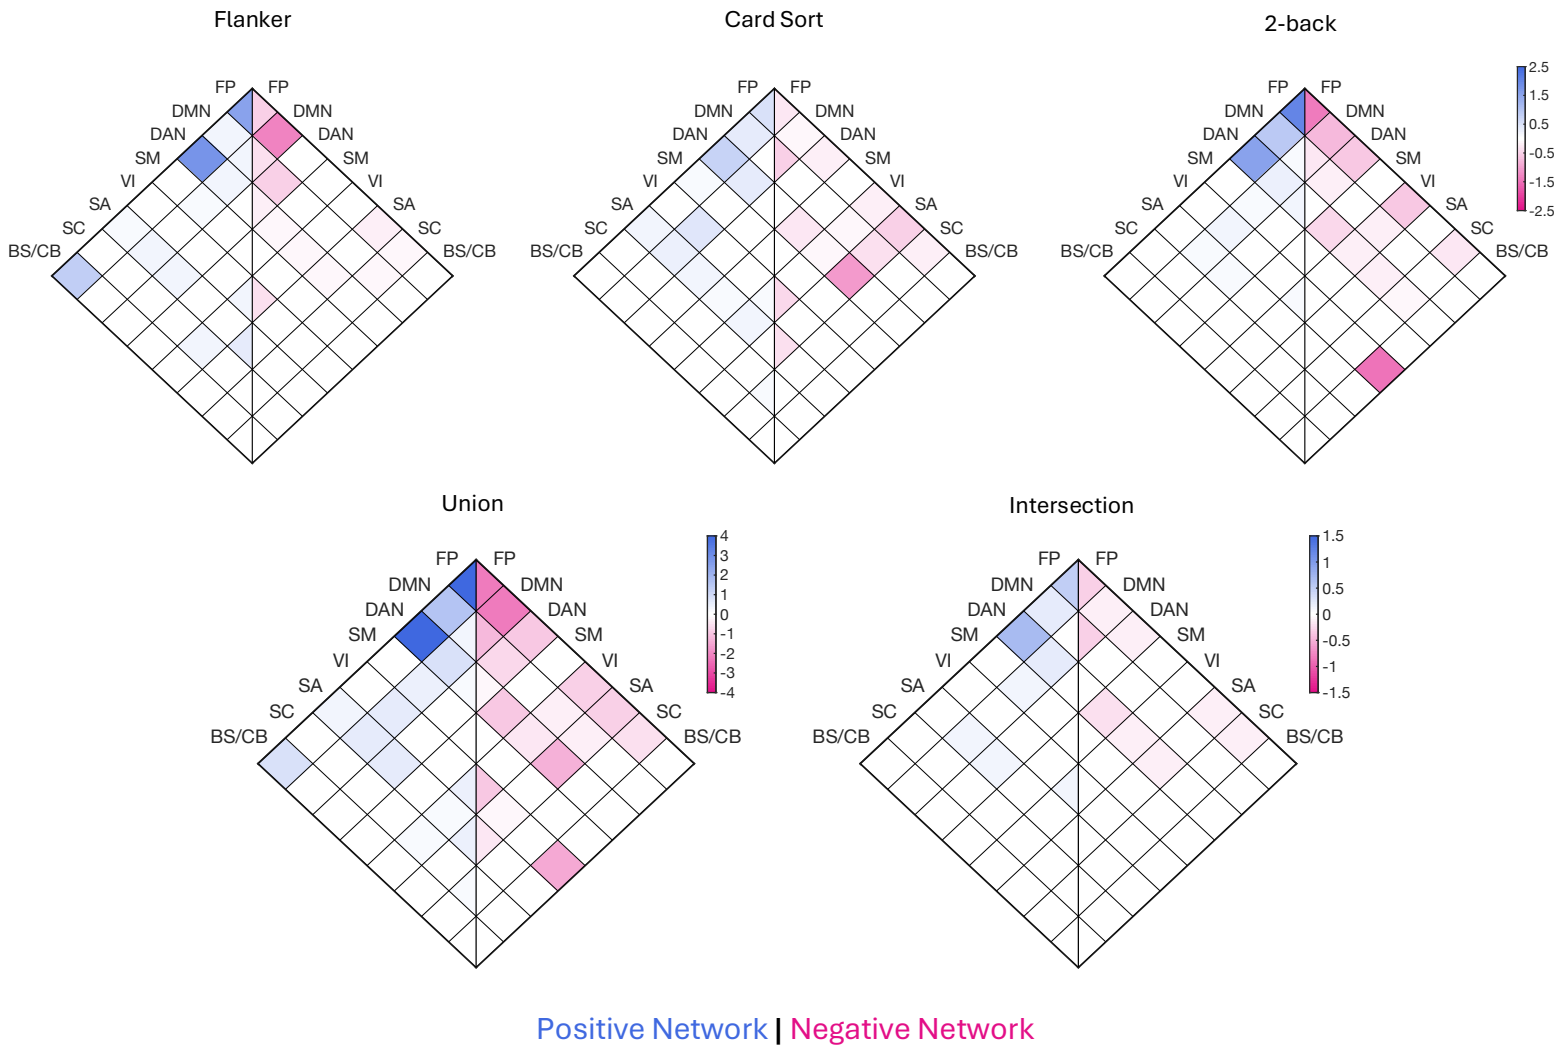 Flanker
Card Sort
2-back
FP FP
DMN DMN
DAN DAN
SM SM
VI VI
SA SA
SC SC
BS/CB BS/CB
FP FP
DMN DMN
DAN DAN
SM SM
VI VI
SA SA
SC SC
BS/CB BS/CB
FP FP
DMN DMN
DAN DAN
SM SM
VI VI
SA SA
SC SC
BS/CB BS/CB
2.5
1.5
0.5
-0.5
-1.5
-2.5
Union
Intersection
FP FP
DMN DMN
DAN DAN
SM SM
VI VI
SA SA
SC SC
BS/CB BS/CB
4
3
2
1
0
-1
-2
-3
-4
FP FP
DMN DMN
DAN DAN
SM SM
VI VI
SA SA
SC SC
BS/CB BS/CB
1.5
1
0.5
0
-0.5
-1
-1.5
Positive Network | Negative Network